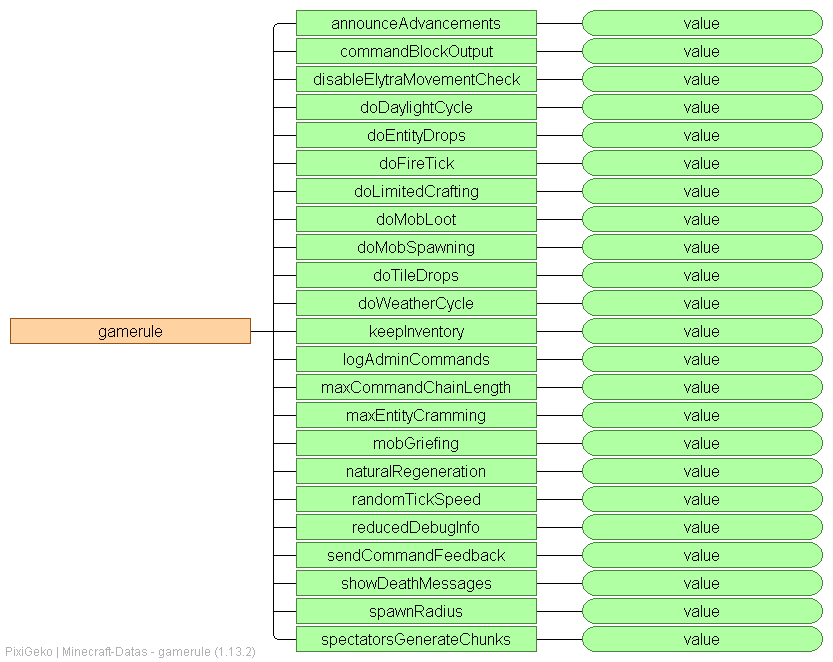 announceAdvancements value
commandBlockOutput value
disableElytraMovementCheck value
doDaylightCycle value
doEntityDrops value
doFireTick value
doLimitedCrafting value
doMobLoot value
doMobSpawning value
doTileDrops value
doWeatherCycle value
gamerule keepInventory value
logAdminCommands value
maxCommandChainLength value
maxEntityCramming value
mobGriefing value
naturalRegeneration value
randomTickSpeed value
reducedDebugInfo value
sendCommandFeedback value
showDeathMessages value
spawnRadius value
spectatorsGenerateChunks value
PixiGeko | Minecraft-Datas - gamerule (1.13.2)